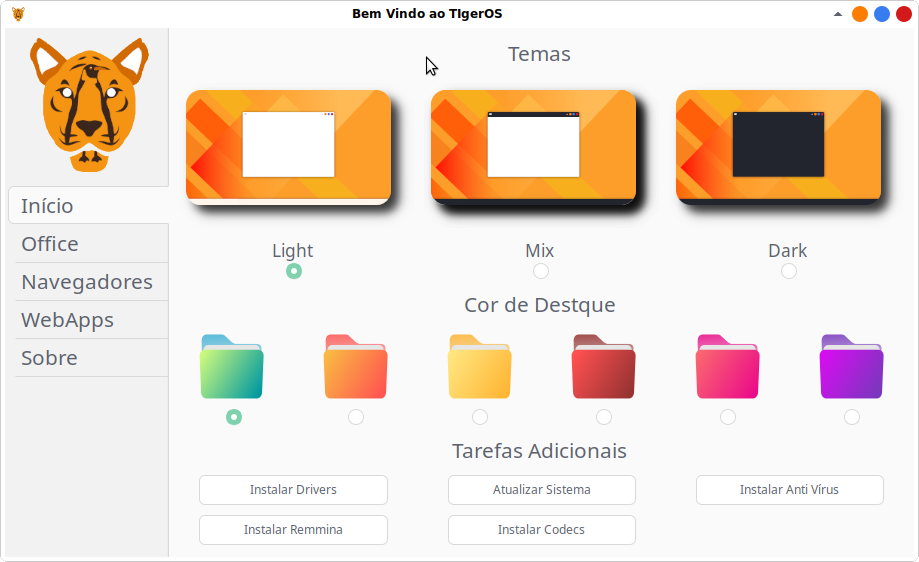 Bem Vindo ao TIgerOS
Início
Office
Navegadores
WebApps
Sobre
Temas
Light Mix Dark
Cor de Destque
Tarefas Adicionais
Instalar Drivers Atualizar Sistema Instalar Anti Vírus
Instalar Remmina Instalar Codecs